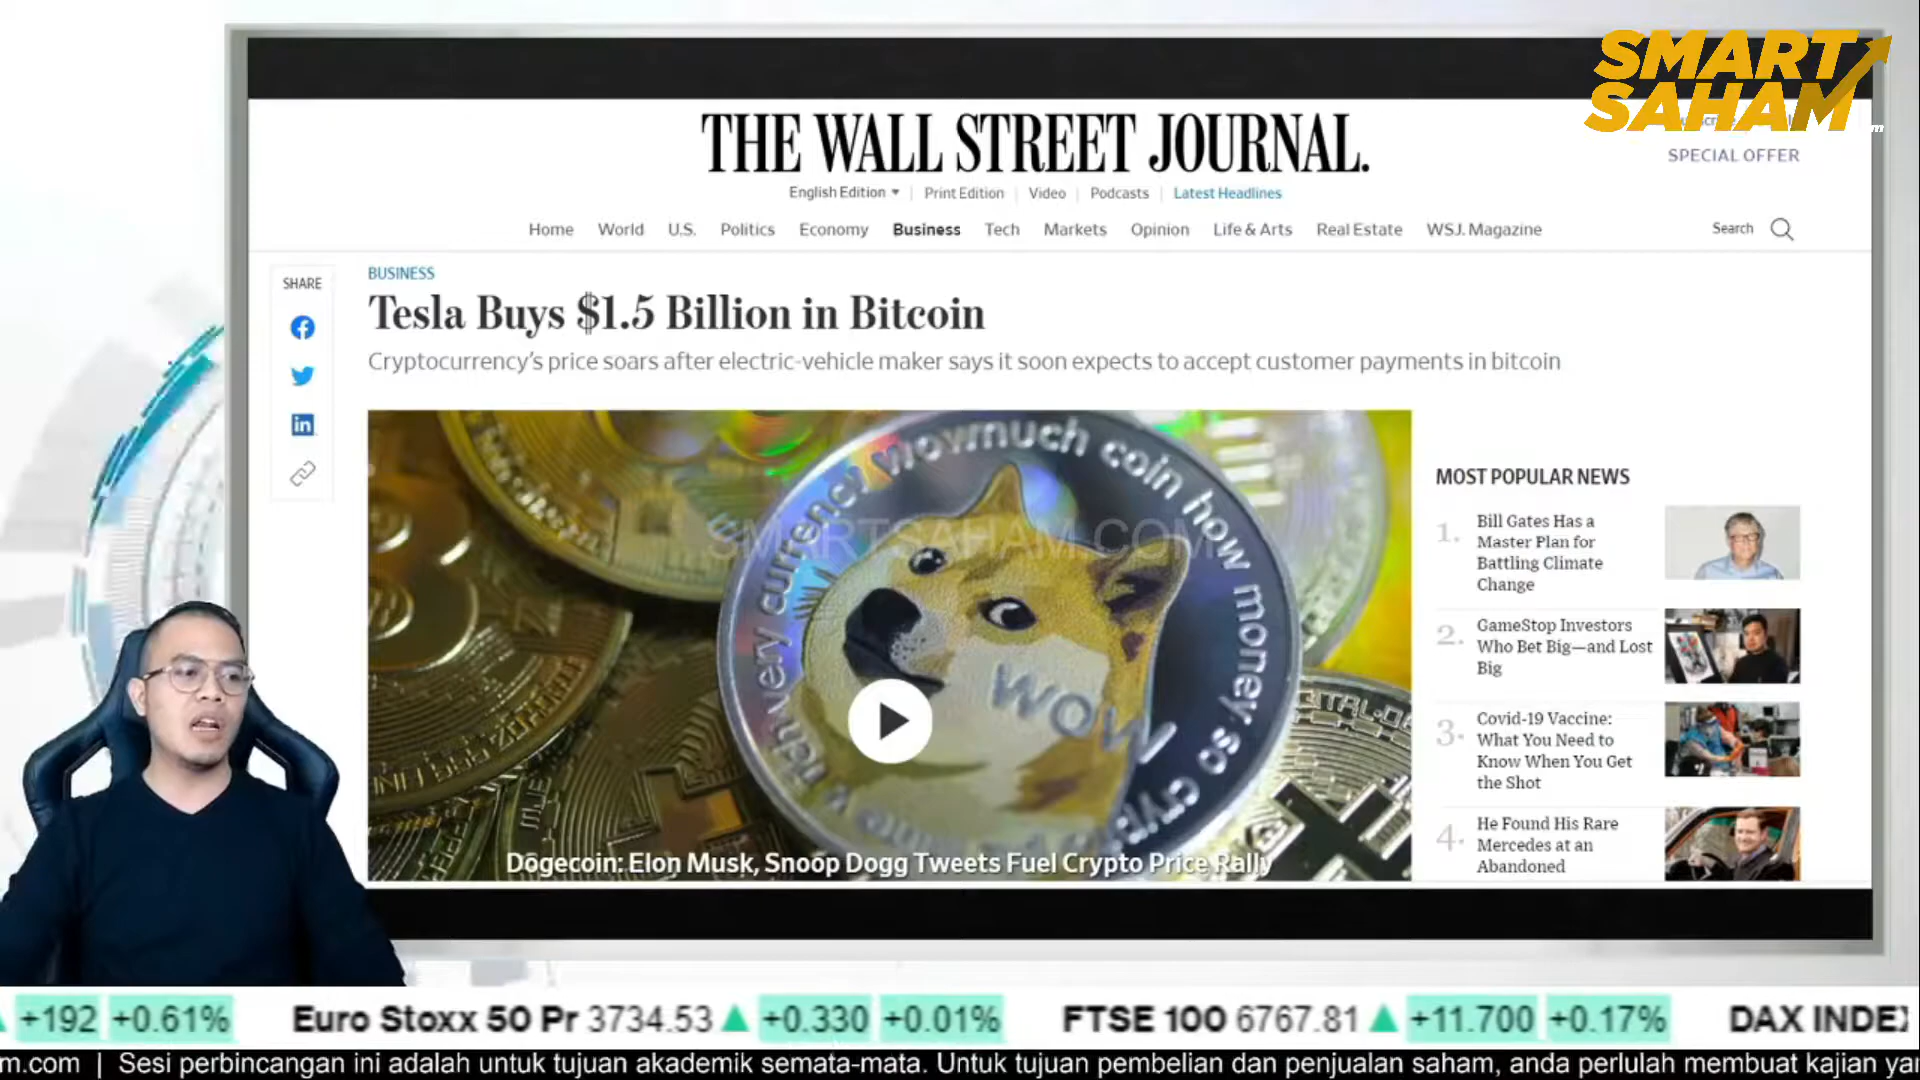 SMART
SAHAM
THE WALL STREET JOURNAL.
SPECIAL OFFER
English Edition | Print Edition | Video | Podcasts | Latest Headlines
Home World U.S. Politics Economy Business Tech Markets Opinion Life & Arts Real Estate WSJ. Magazine Search
SHARE
BUSINESS
Tesla Buys $1.5 Billion in Bitcoin
Cryptocurrency's price soars after electric-vehicle maker says it soon expects to accept customer payments in bitcoin
in
very currency wow much coin how money so crypto
WOW
SMARTSAHAM.COM
Dogecoin: Elon Musk, Snoop Dogg Tweets Fuel Crypto Price Rally
MOST POPULAR NEWS
1. Bill Gates Has a
Master Plan for
Battling Climate
Change
2. GameStop Investors
Who Bet Big—and Lost
Big
3. Covid-19 Vaccine:
What You Need to
Know When You Get
the Shot
4. He Found His Rare
Mercedes at an
Abandoned
+192 +0.61% Euro Stoxx 50 Pr 3734.53 +0.330 +0.01% FTSE 100 6767.81 +11.700 +0.17% DAX INDEX
m.com | Sesi perbincangan ini adalah untuk tujuan akademik semata-mata. Untuk tujuan pembelian dan penjualan saham, anda perlulah membuat kajian